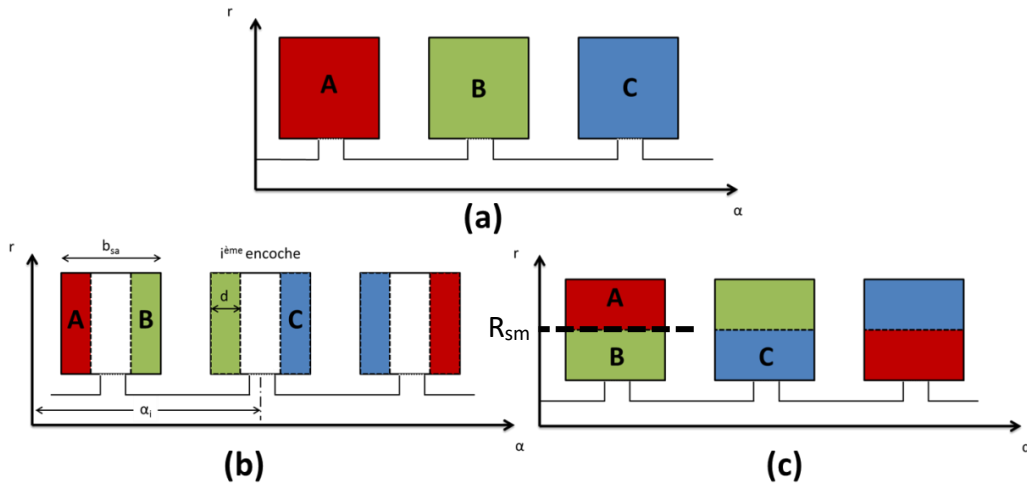 r
A B C
α
(a)
r
b_sa
i^ème encoche
A B
d
C
α_i
α
(b)
r
A
R_sm
B C
α
(c)